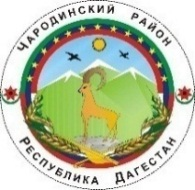 ЧАРОДИНСКИЙ РАЙОН
РЕСПУБЛИКА ДАГЕСТАН